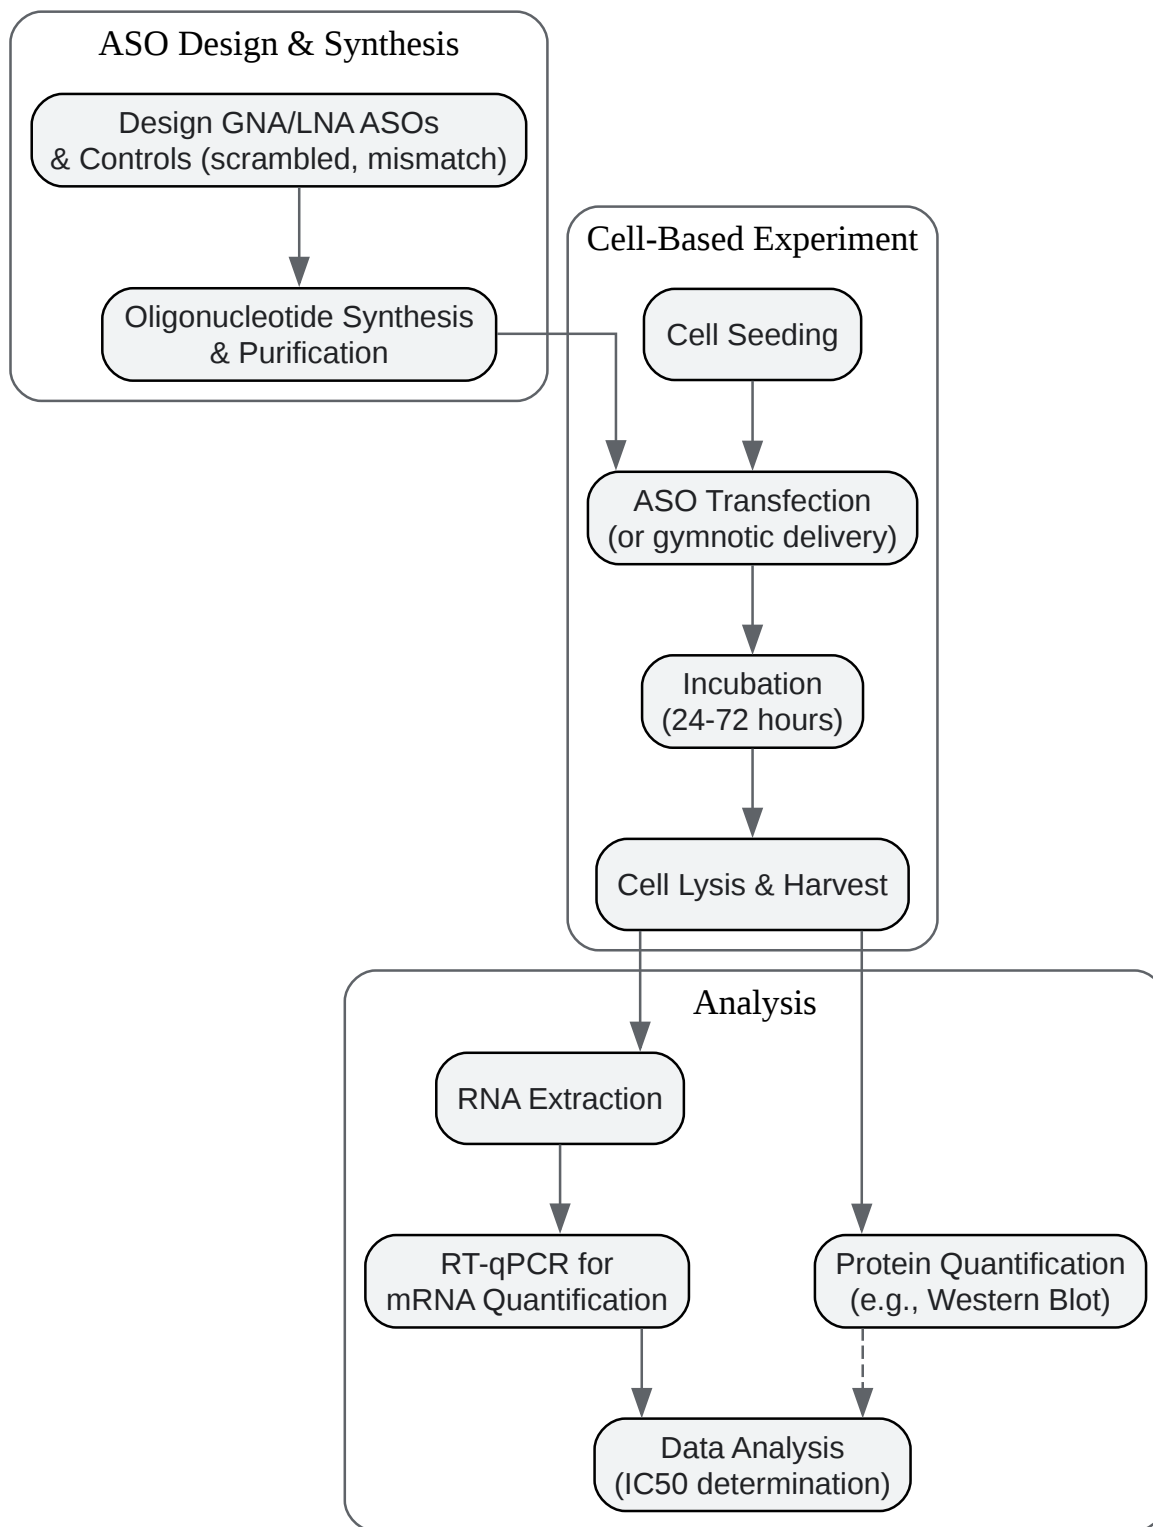 ASO Design & Synthesis
Design GNA/LNA ASOs
& Controls (scrambled, mismatch)
Oligonucleotide Synthesis
& Purification
Cell-Based Experiment
Cell Seeding
ASO Transfection
(or gymnotic delivery)
Incubation
(24-72 hours)
Cell Lysis & Harvest
Analysis
RNA Extraction
RT-qPCR for
mRNA Quantification
Protein Quantification
(e.g., Western Blot)
Data Analysis
(IC50 determination)